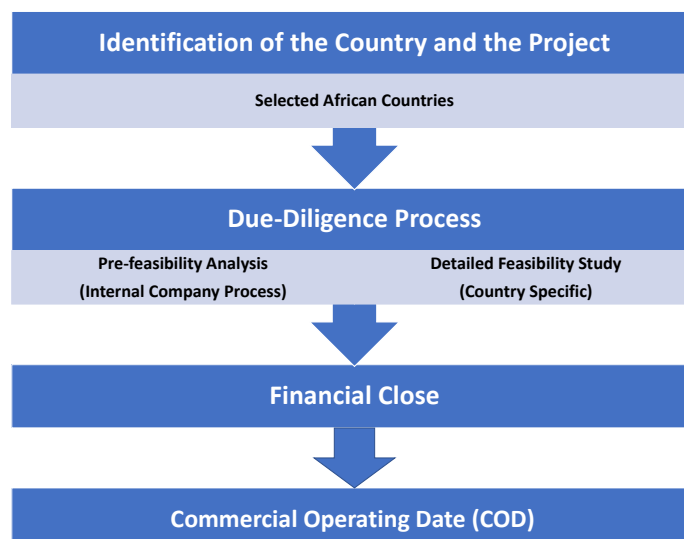 Identification of the Country and the Project
Selected African Countries
Due-Diligence Process
Pre-feasibility Analysis
(Internal Company Process)
Detailed Feasibility Study
(Country Specific)
Financial Close
Commercial Operating Date (COD)